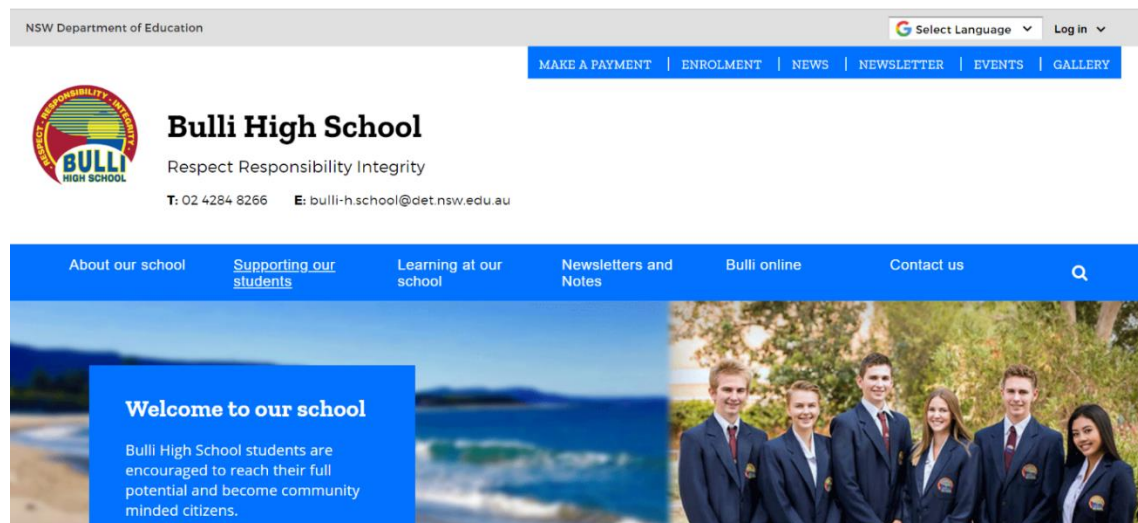 NSW Department of Education
Select Language
Log in
MAKE A PAYMENT | ENROLMENT | NEWS | NEWSLETTER | EVENTS | GALLERY
RESPECT · RESPONSIBILITY · INTEGRITY
BULLI
HIGH SCHOOL
Bulli High School
Respect Responsibility Integrity
T: 02 4284 8266 E: bulli-h.school@det.nsw.edu.au
About our school
Supporting our
students
Learning at our
school
Newsletters and
Notes
Bulli online
Contact us
Welcome to our school
Bulli High School students are
encouraged to reach their full
potential and become community
minded citizens.